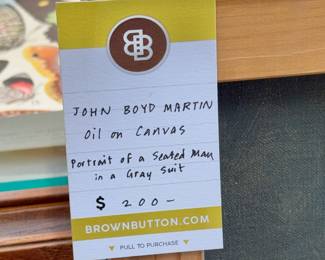 BB
JOHN BOYD MARTIN
Oil on Canvas
Portrait of a Seated Man
in a Gray Suit
$ 200-
BROWNBUTTON.COM
PULL TO PURCHASE